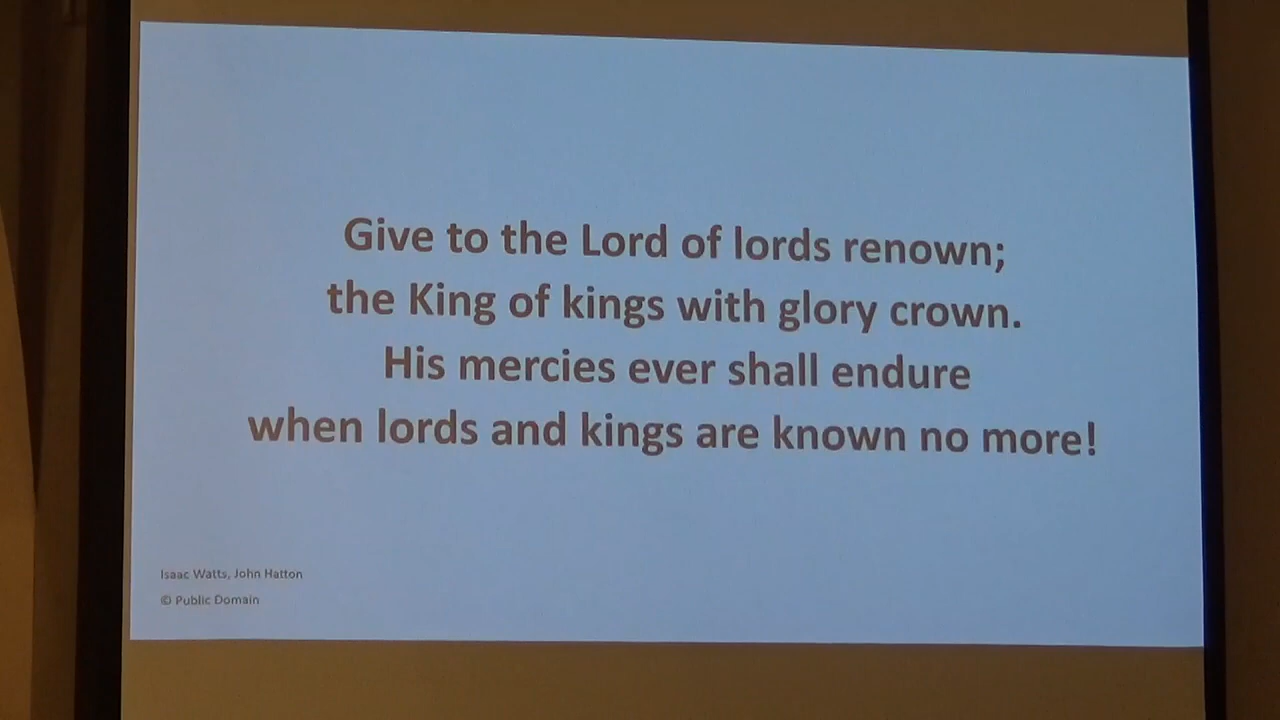 Give to the Lord of lords renown;
the King of kings with glory crown.
His mercies ever shall endure
when lords and kings are known no more!
Isaac Watts, John Hatton
© Public Domain